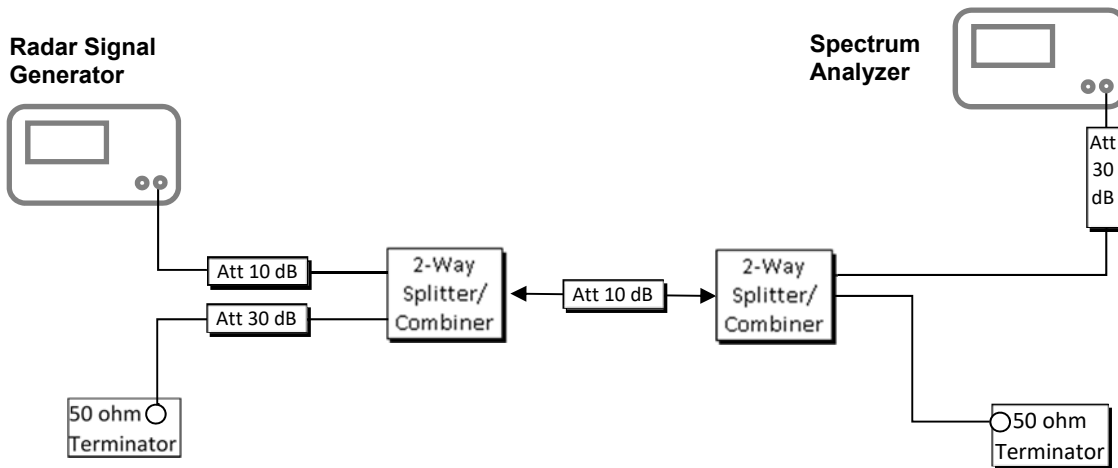 Radar Signal
Generator
Spectrum
Analyzer
Att
30
dB
Att 10 dB
Att 30 dB
2-Way
Splitter/
Combiner
Att 10 dB
2-Way
Splitter/
Combiner
50 ohm
Terminator
50 ohm
Terminator